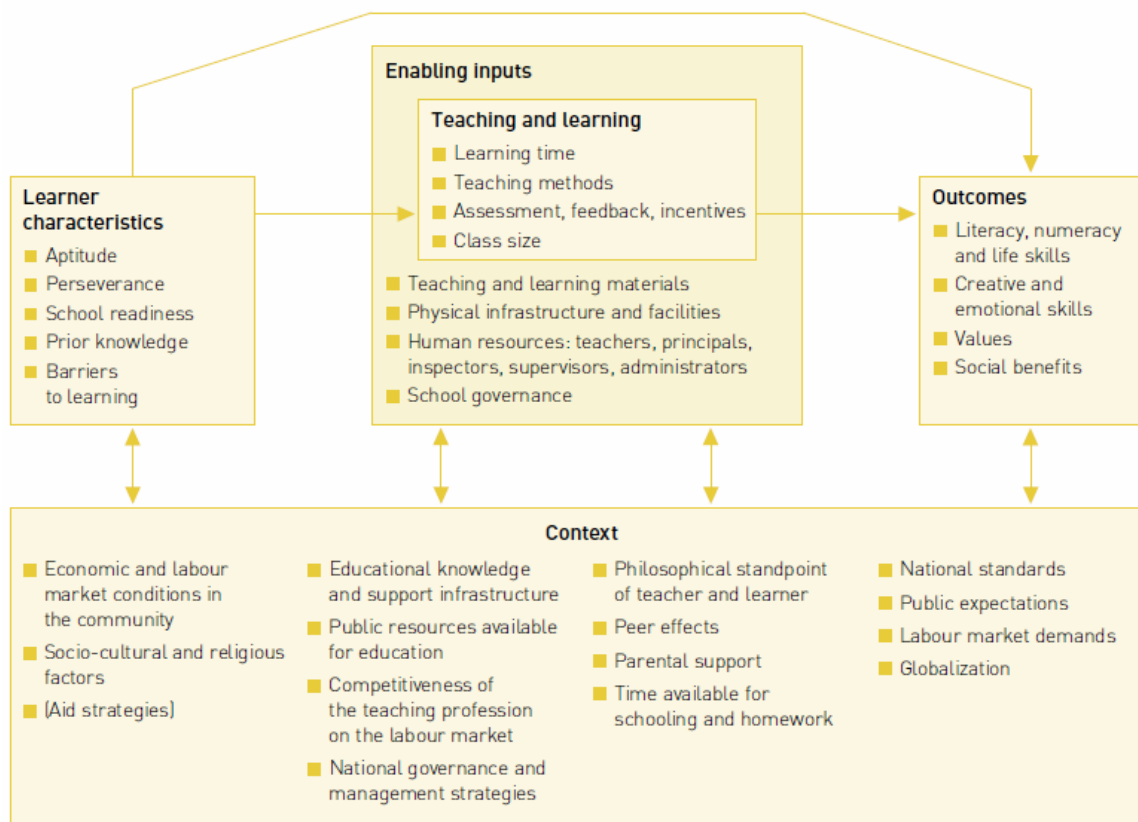 Enabling inputs
Teaching and learning
Learning time
Teaching methods
Assessment, feedback, incentives
Class size
Teaching and learning materials
Physical infrastructure and facilities
Human resources: teachers, principals,
inspectors, supervisors, administrators
School governance
Learner
characteristics
Aptitude
Perseverance
School readiness
Prior knowledge
Barriers
to learning
Outcomes
Literacy, numeracy
and life skills
Creative and
emotional skills
Values
Social benefits
Context
Economic and labour
market conditions in
the community
Socio-cultural and religious
factors
(Aid strategies)
Educational knowledge
and support infrastructure
Public resources available
for education
Competitiveness of
the teaching profession
on the labour market
National governance and
management strategies
Philosophical standpoint
of teacher and learner
Peer effects
Parental support
Time available for
schooling and homework
National standards
Public expectations
Labour market demands
Globalization